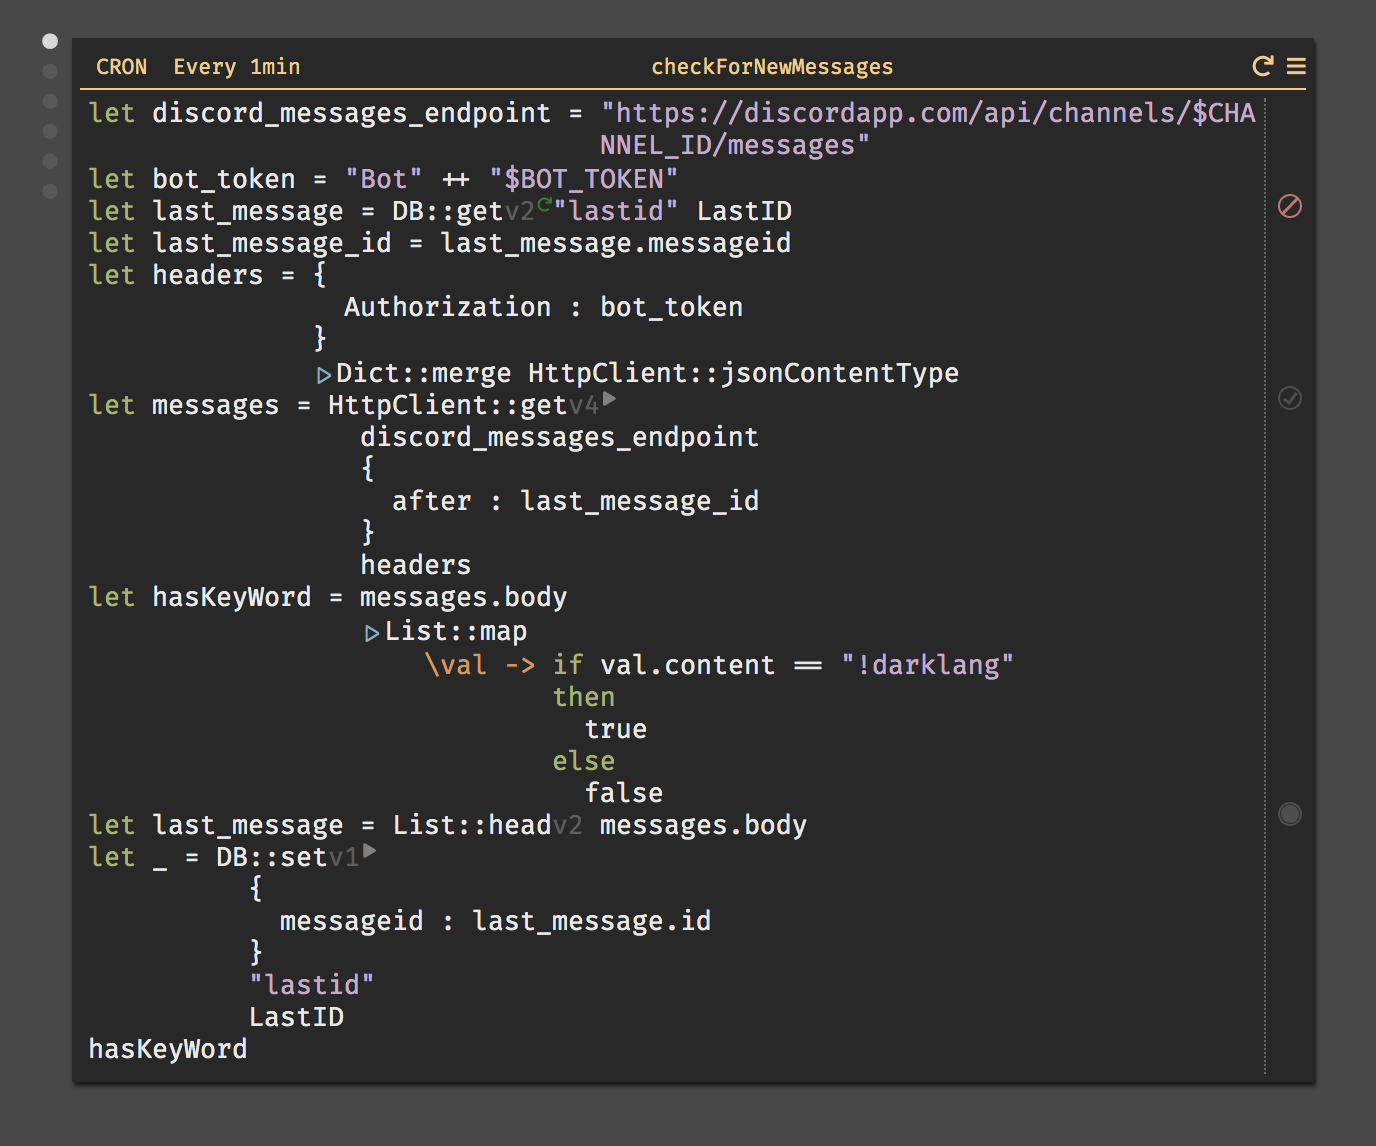 CRON Every 1min checkForNewMessages
let discord_messages_endpoint = "https://discordapp.com/api/channels/$CHA
NNEL_ID/messages"
let bot_token = "Bot" ++ "$BOT_TOKEN"
let last_message = DB::getv2 "lastid" LastID
let last_message_id = last_message.messageid
let headers = {
Authorization : bot_token
}
▷Dict::merge HttpClient::jsonContentType
let messages = HttpClient::getv4
discord_messages_endpoint
{
after : last_message_id
}
headers
let hasKeyWord = messages.body
▷List::map
\val -> if val.content == "!darklang"
then
true
else
false
let last_message = List::headv2 messages.body
let _ = DB::setv1
{
messageid : last_message.id
}
"lastid"
LastID
hasKeyWord